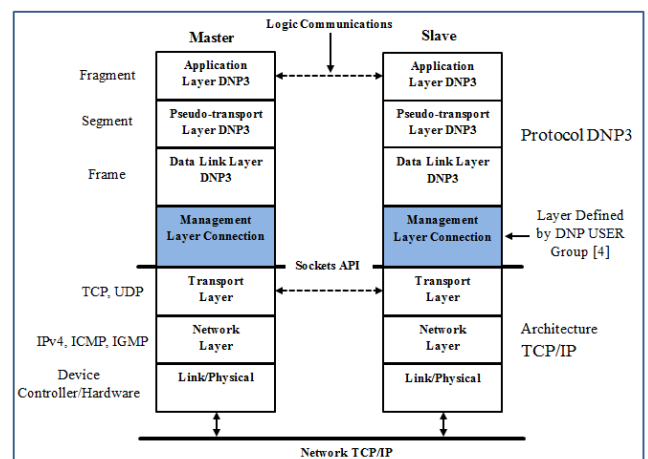 Logic Communications
Master
Slave
Fragment
Application
Layer DNP3
Application
Layer DNP3
Segment
Pseudo-transport
Layer DNP3
Pseudo-transport
Layer DNP3
Protocol DNP3
Frame
Data Link Layer
DNP3
Data Link Layer
DNP3
Management
Layer Connection
Management
Layer Connection
Layer Defined
by DNP USER
Group [4]
Sockets API
TCP, UDP
Transport
Layer
Transport
Layer
IPv4, ICMP, IGMP
Network
Layer
Network
Layer
Architecture
TCP/IP
Device
Controller/Hardware
Link/Physical
Link/Physical
Network TCP/IP